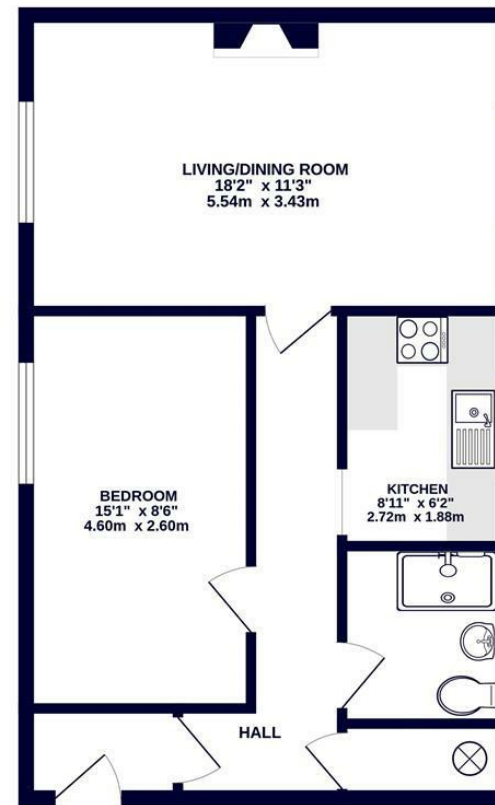 LIVING/DINING ROOM
18'2" x 11'3"
5.54m x 3.43m
BEDROOM
15'1" x 8'6"
4.60m x 2.60m
KITCHEN
8'11" x 6'2"
2.72m x 1.88m
HALL